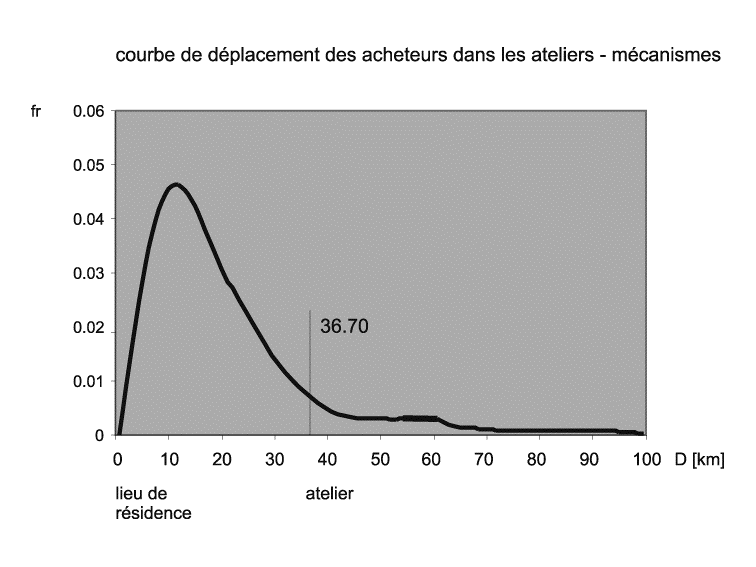 courbe de déplacement des acheteurs dans les ateliers - mécanismes
fr
0.06
0.05
0.04
0.03
0.02
0.01
0
36.70
0 10 20 30 40 50 60 70 80 90 100 D [km]
lieu de résidence
atelier